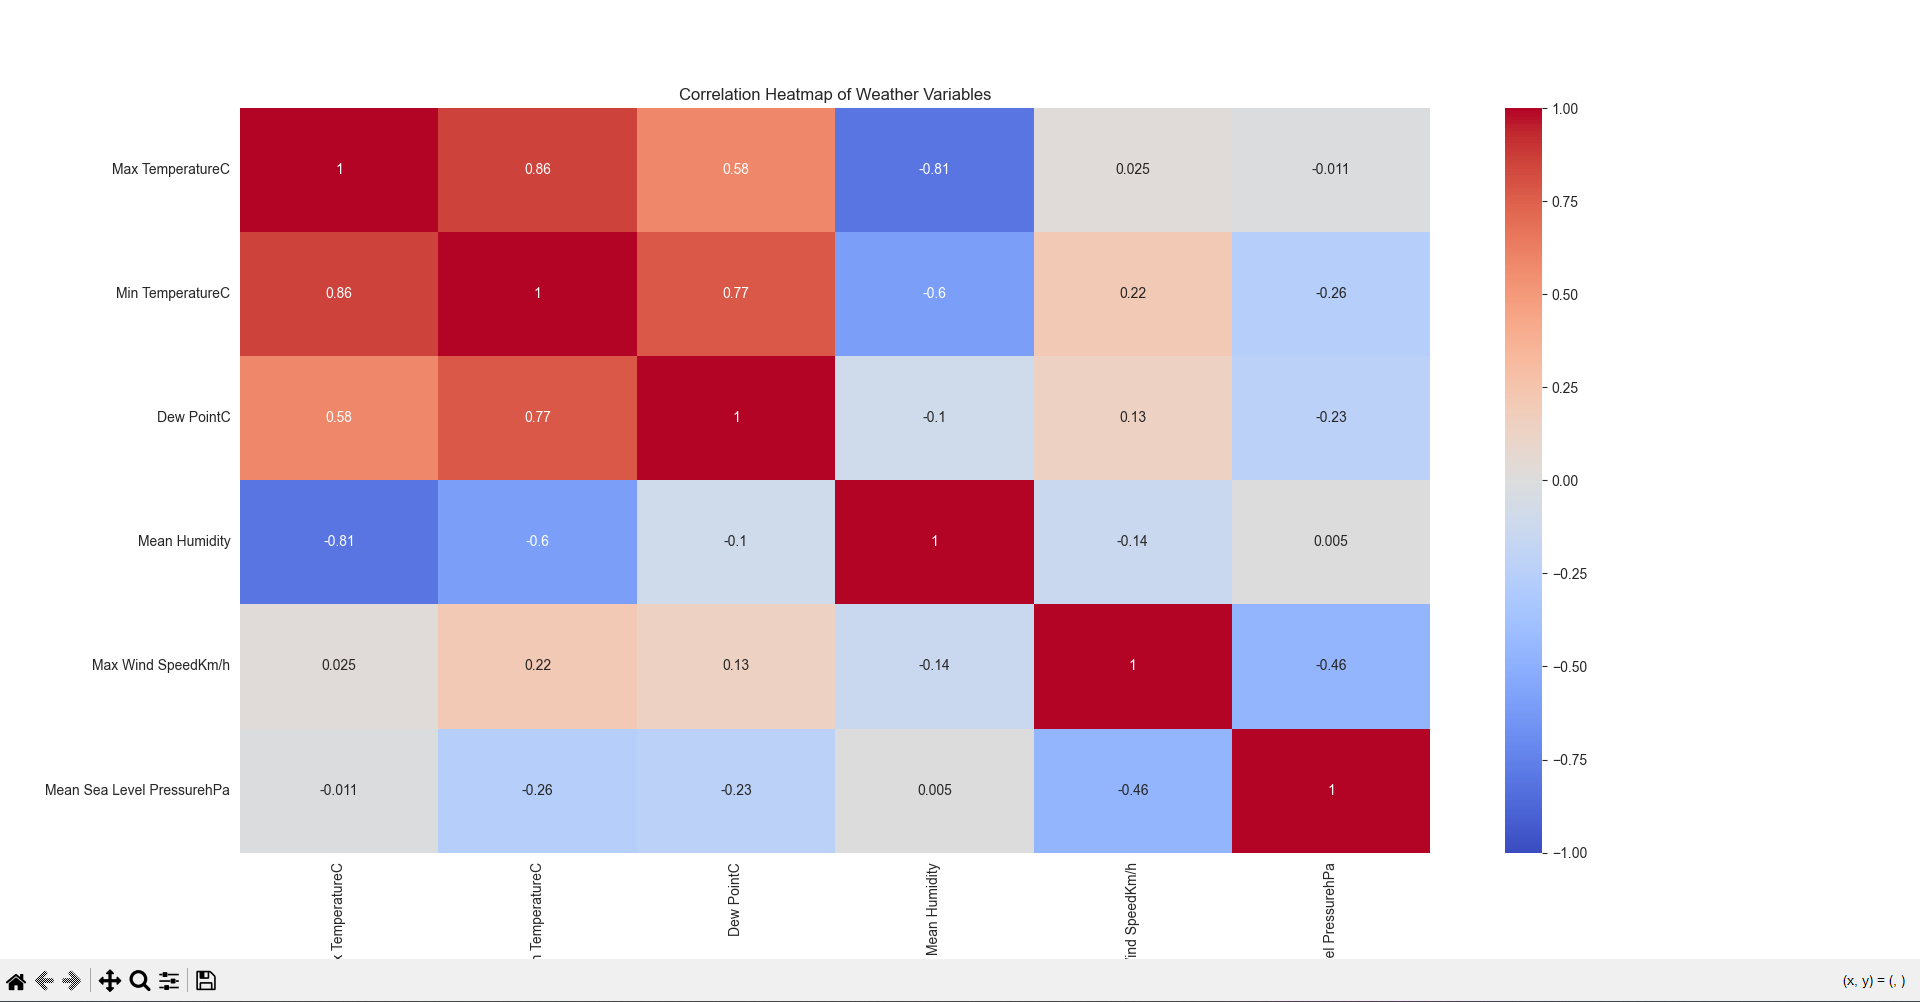 Correlation Heatmap of Weather Variables
Max TemperatureC 1 0.86 0.58 -0.81 0.025 -0.011
Min TemperatureC 0.86 1 0.77 -0.6 0.22 -0.26
Dew PointC 0.58 0.77 1 -0.1 0.13 -0.23
Mean Humidity -0.81 -0.6 -0.1 1 -0.14 0.005
Max Wind SpeedKm/h 0.025 0.22 0.13 -0.14 1 -0.46
Mean Sea Level PressurehPa -0.011 -0.26 -0.23 0.005 -0.46 1
x TemperatureC
n TemperatureC
Dew PointC
Mean Humidity
ind SpeedKm/h
el PressurehPa
1.00
0.75
0.50
0.25
0.00
−0.25
−0.50
−0.75
−1.00
(x, y) = (, )